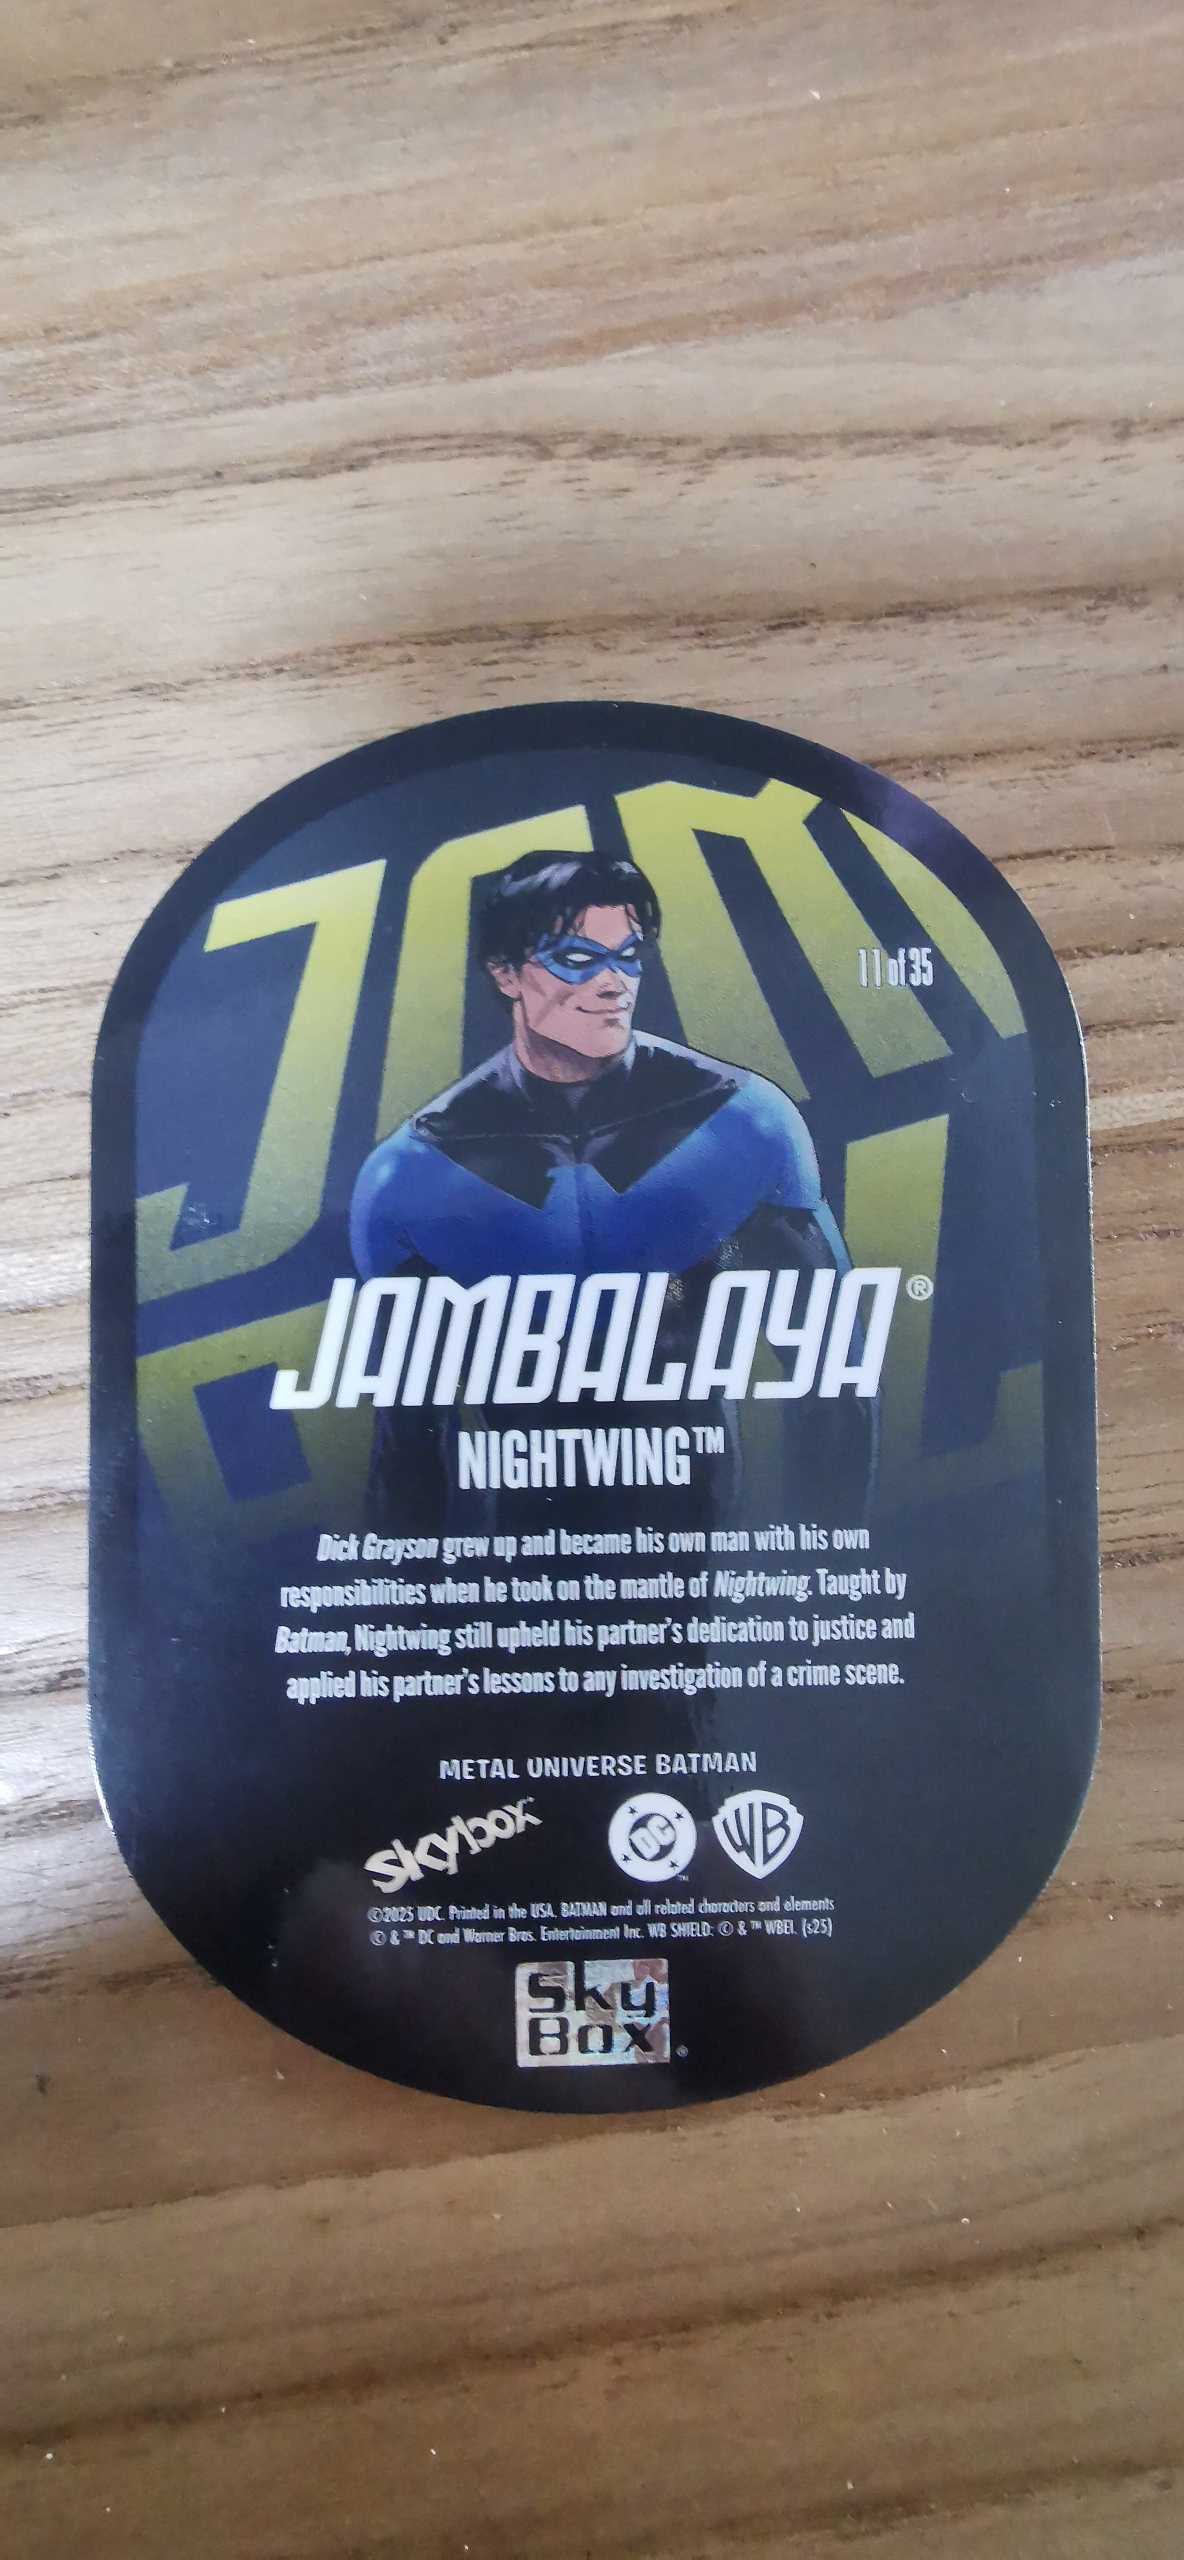 JAMBAL
11 of 35
JAMBALAYA®
NIGHTWING™
Dick Grayson grew up and became his own man with his own
responsibilities when he took on the mantle of Nightwing. Taught by
Batman, Nightwing still upheld his partner's dedication to justice and
applied his partner's lessons to any investigation of a crime scene.
METAL UNIVERSE BATMAN
skybox™ DC™ WB
©2025 UDC. Printed in the USA. BATMAN and all related characters and elements
© & ™ DC and Warner Bros. Entertainment Inc. WB SHIELD: © & ™ WBEI. (s25)
Sky
Box®